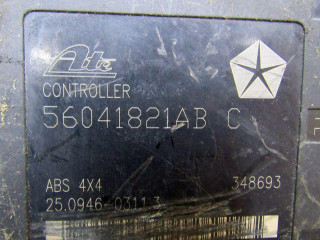 Ate
CONTROLLER
56041821AB C
ABS 4X4 348693
25.0946-0311.3